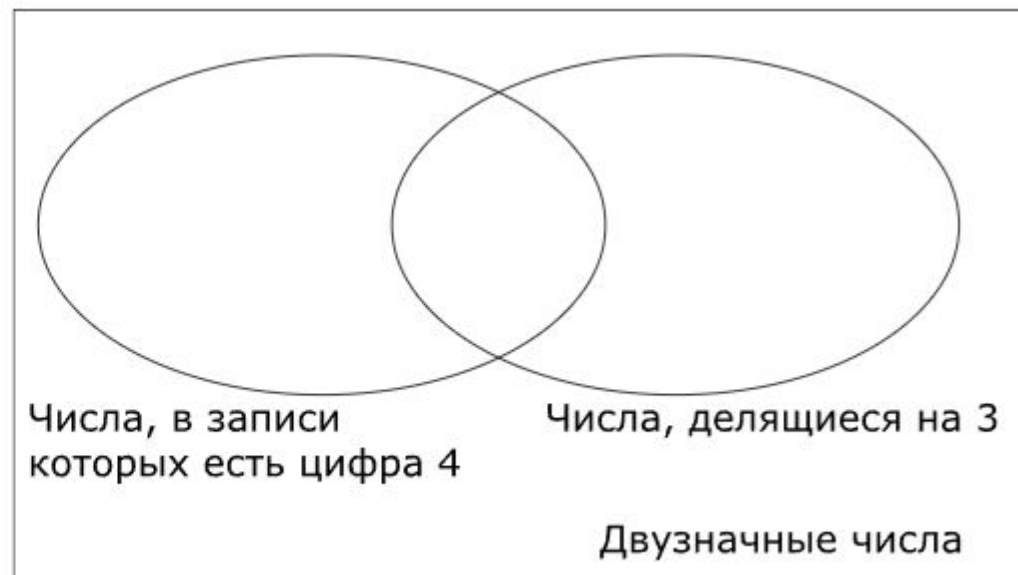 Числа, в записи
которых есть цифра 4
Числа, делящиеся на 3
Двузначные числа